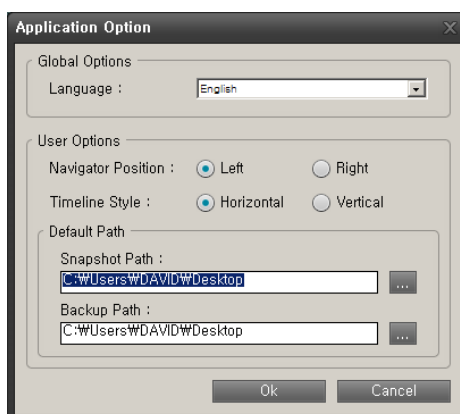 Application Option
Global Options
Language :
English
User Options
Navigator Position :
Left
Right
Timeline Style :
Horizontal
Vertical
Default Path
Snapshot Path :
C:₩Users₩DAVID₩Desktop
...
Backup Path :
C:₩Users₩DAVID₩Desktop
...
Ok
Cancel